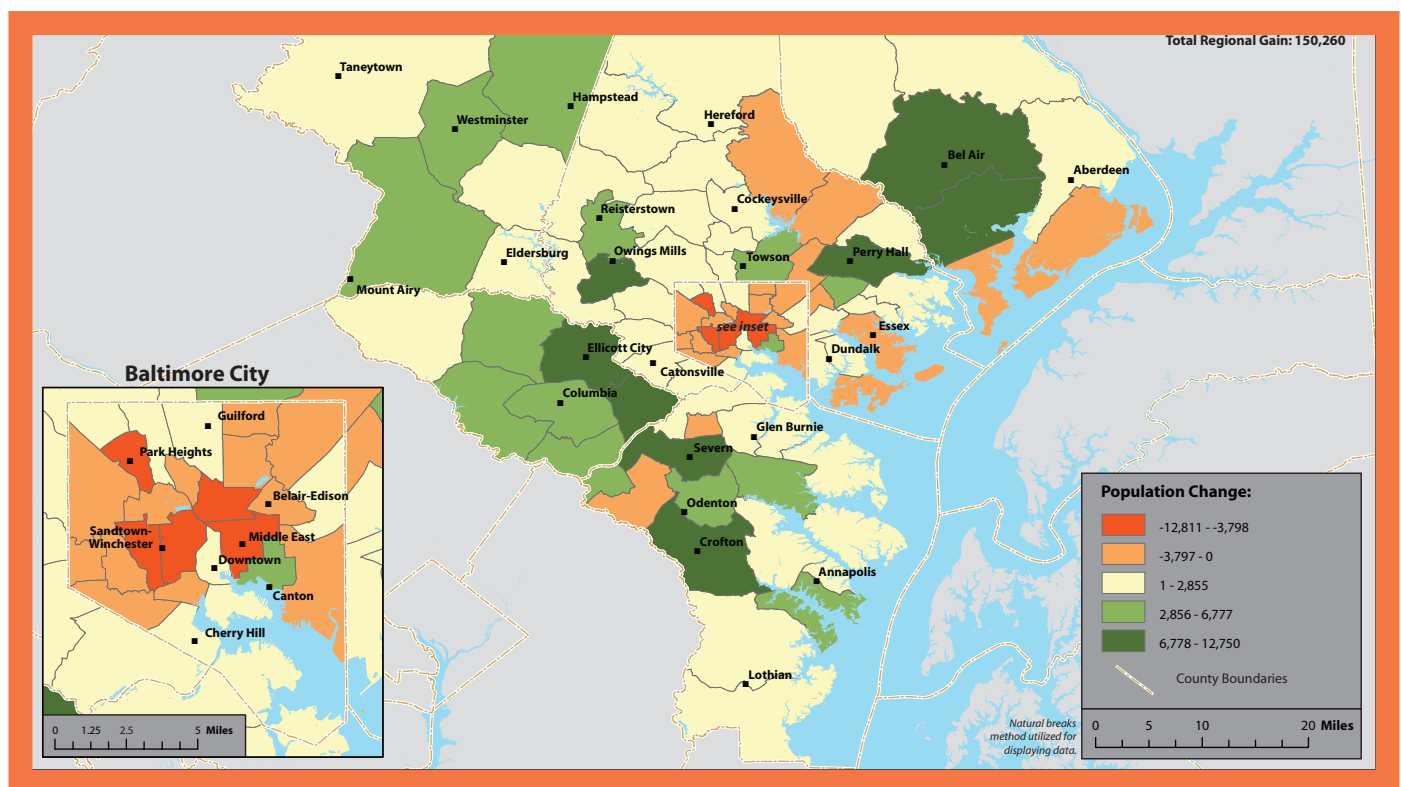 Total Regional Gain: 150,260
Taneytown
Hampstead
Westminster
Hereford
Bel Air
Aberdeen
Cockeysville
Reisterstown
Eldersburg
Owings Mills
Towson
Perry Hall
Mount Airy
see inset
Essex
Ellicott City
Dundalk
Catonsville
Columbia
Glen Burnie
Severn
Odenton
Crofton
Annapolis
Lothian
Baltimore City
Guilford
Park Heights
Belair-Edison
Sandtown-
Winchester
Middle East
Downtown
Canton
Cherry Hill
0 1.25 2.5 5 Miles
Population Change:
-12,811 - -3,798
-3,797 - 0
1 - 2,855
2,856 - 6,777
6,778 - 12,750
County Boundaries
0 5 10 20 Miles
Natural breaks
method utilized for
displaying data.